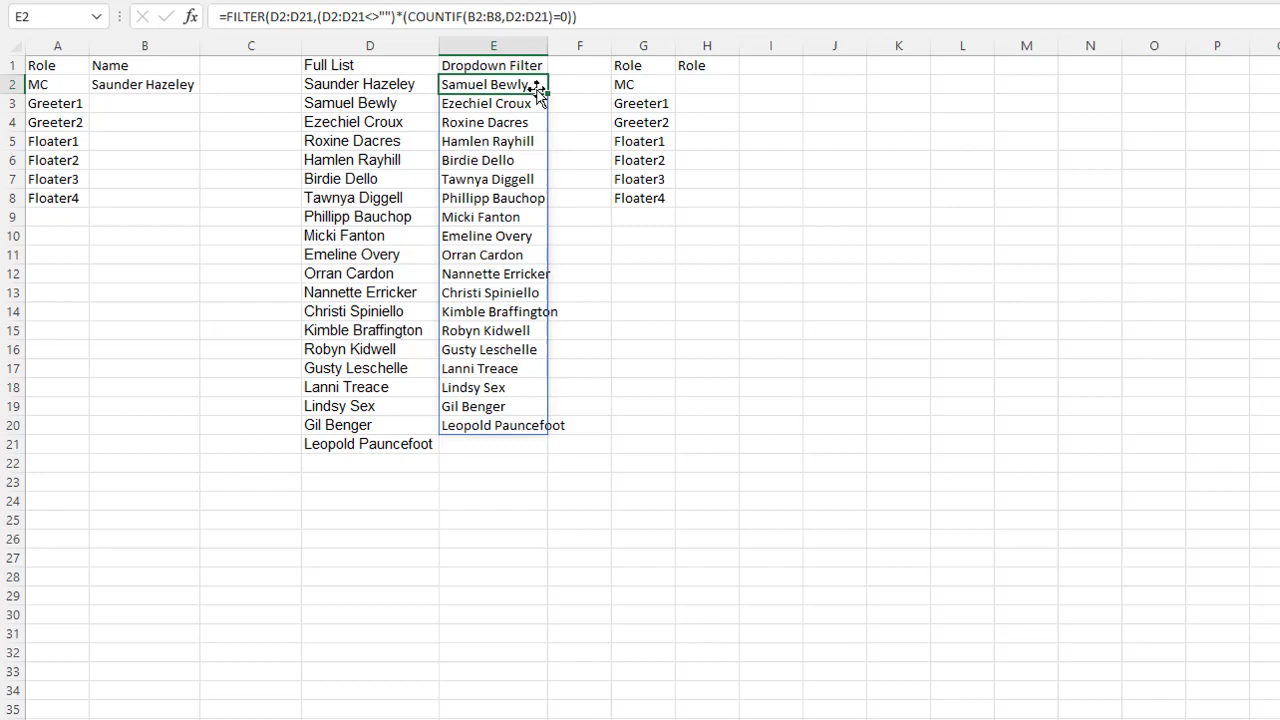 E2 fx =FILTER(D2:D21,(D2:D21<>"")*(COUNTIF(B2:B8,D2:D21)=0))
A B C D E F G H I J K L M N O P
1 Role Name Full List Dropdown Filter Role Role
2 MC Saunder Hazeley Saunder Hazeley Samuel Bewly MC
3 Greeter1 Samuel Bewly Ezechiel Croux Greeter1
4 Greeter2 Ezechiel Croux Roxine Dacres Greeter2
5 Floater1 Roxine Dacres Hamlen Rayhill Floater1
6 Floater2 Hamlen Rayhill Birdie Dello Floater2
7 Floater3 Birdie Dello Tawnya Diggell Floater3
8 Floater4 Tawnya Diggell Phillipp Bauchop Floater4
9 Phillipp Bauchop Micki Fanton
10 Micki Fanton Emeline Overy
11 Emeline Overy Orran Cardon
12 Orran Cardon Nannette Erricker
13 Nannette Erricker Christi Spiniello
14 Christi Spiniello Kimble Braffington
15 Kimble Braffington Robyn Kidwell
16 Robyn Kidwell Gusty Leschelle
17 Gusty Leschelle Lanni Treace
18 Lanni Treace Lindsy Sex
19 Lindsy Sex Gil Benger
20 Gil Benger Leopold Pauncefoot
21 Leopold Pauncefoot
22
23
24
25
26
27
28
29
30
31
32
33
34
35